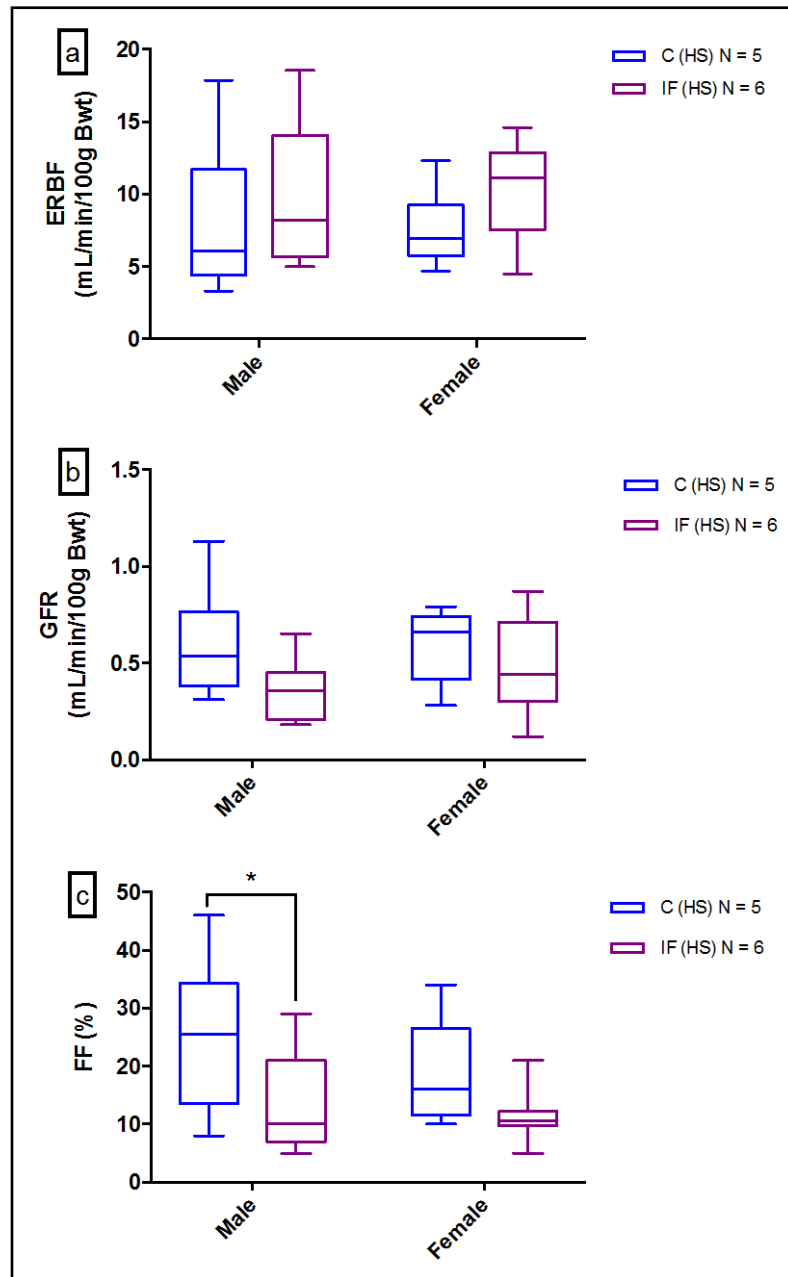 a
20
15
10
5
0
ERBF
(mL/min/100g Bwt)
Male
Female
C (HS) N = 5
IF (HS) N = 6
b
1.5
1.0
0.5
0.0
GFR
(mL/min/100g Bwt)
Male
Female
C (HS) N = 5
IF (HS) N = 6
c
50
40
30
20
10
0
FF (%)
*
Male
Female
C (HS) N = 5
IF (HS) N = 6